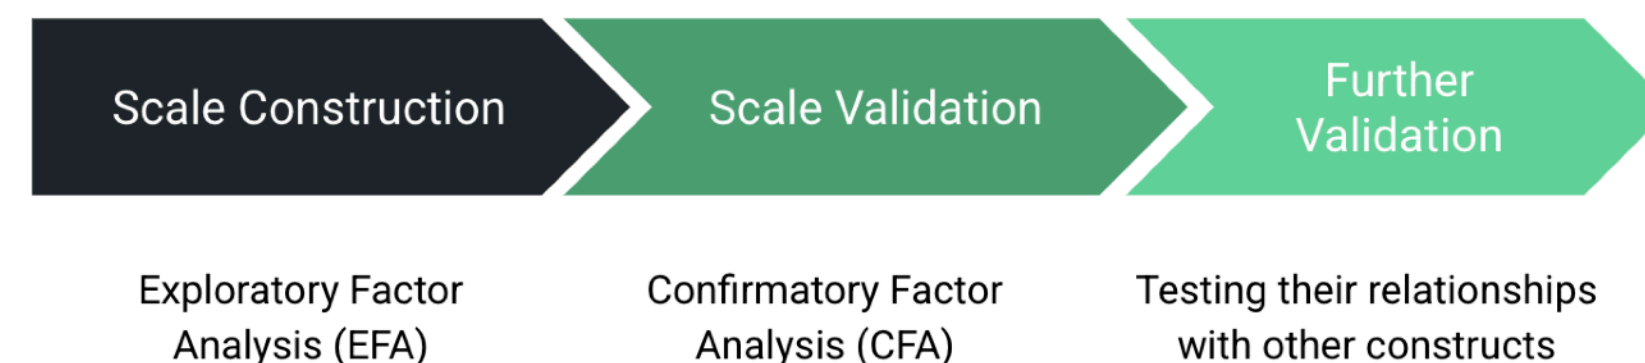 Scale Construction
Scale Validation
Further
Validation
Exploratory Factor
Analysis (EFA)
Confirmatory Factor
Analysis (CFA)
Testing their relationships
with other constructs